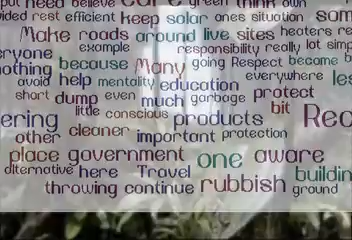 put need believe care green think own
vided rest efficient keep solar ones situation som
Make roads around live sites heaters re
eryone example responsibility really lot simp
nothing because Many going Respect became b
avoid help mentality education everywhere les
short dump even much garbage protect
little conscious products bit Rec
ering other cleaner important protection
place government one aware
alternative here Travel buildin
throwing continue rubbish ground